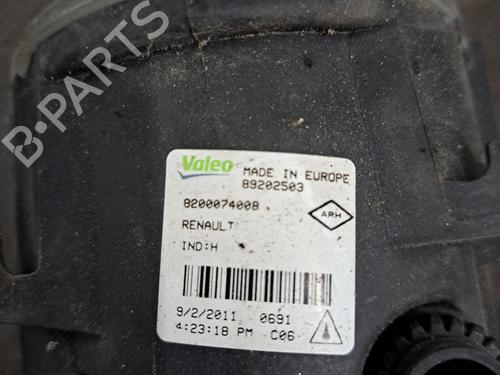 B-PARTS
Valeo
MADE IN EUROPE
89202503
8200074008
ARH
RENAULT
IND:H
9/2/2011 0691
4:23:18 PM C06